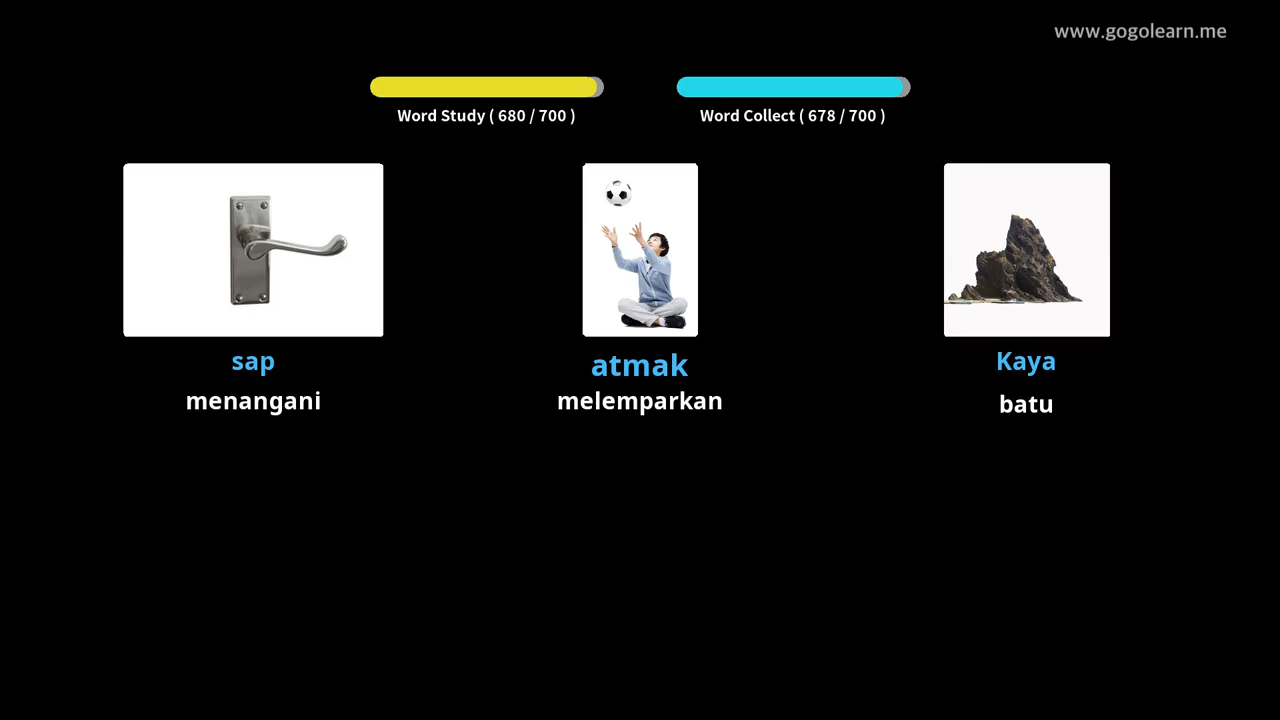 www.gogolearn.me
Word Study ( 680 / 700 )
Word Collect ( 678 / 700 )
sap
menangani
atmak
melemparkan
Kaya
batu